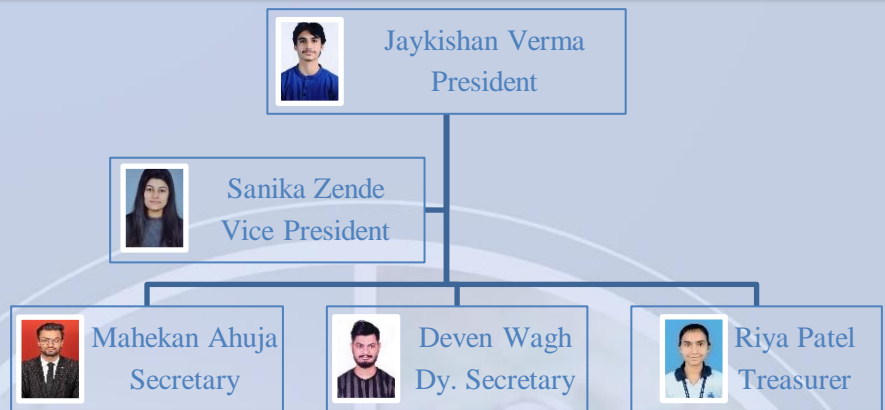 Jaykishan Verma
President
Sanika Zende
Vice President
Mahekan Ahuja
Secretary
Deven Wagh
Dy. Secretary
Riya Patel
Treasurer